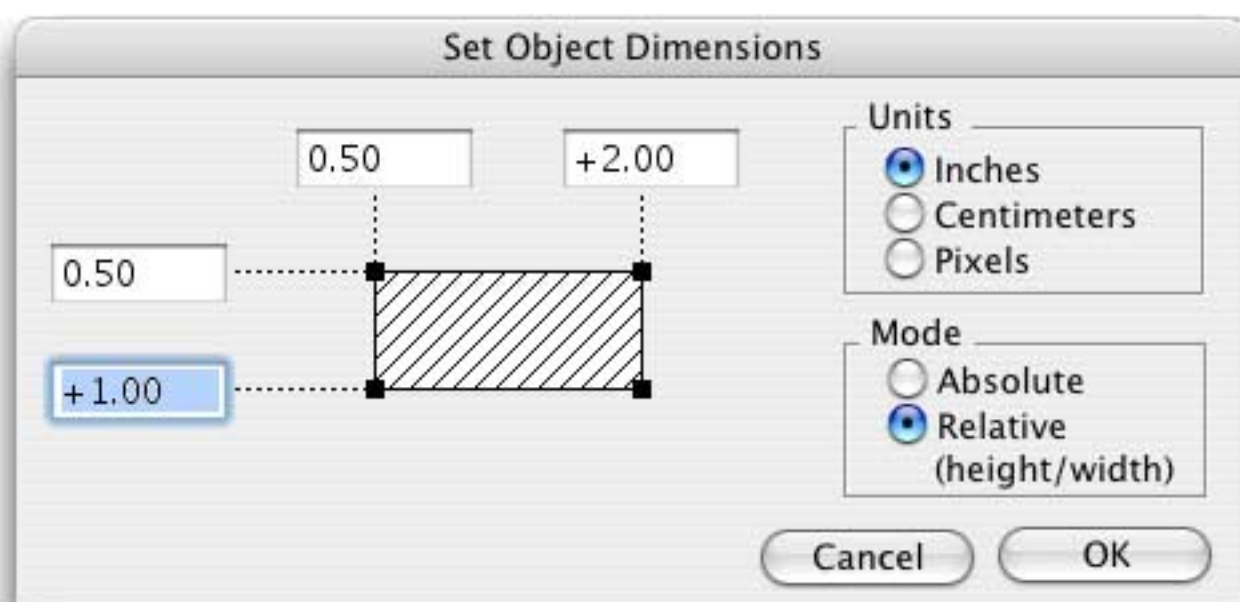 Set Object Dimensions
0.50
+2.00
0.50
+1.00
Units
Inches
Centimeters
Pixels
Mode
Absolute
Relative
(height/width)
Cancel
OK